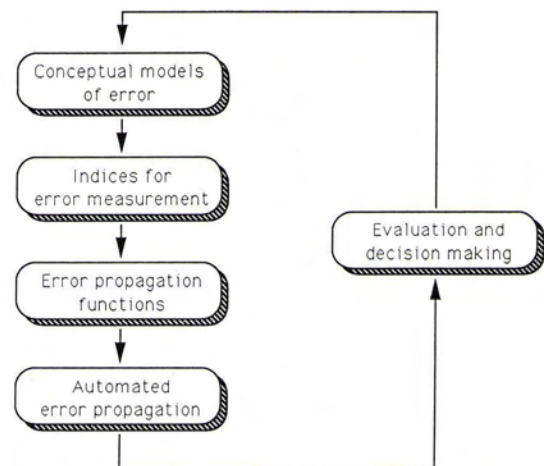 Conceptual models
of error
Indices for
error measurement
Error propagation
functions
Automated
error propagation
Evaluation and
decision making